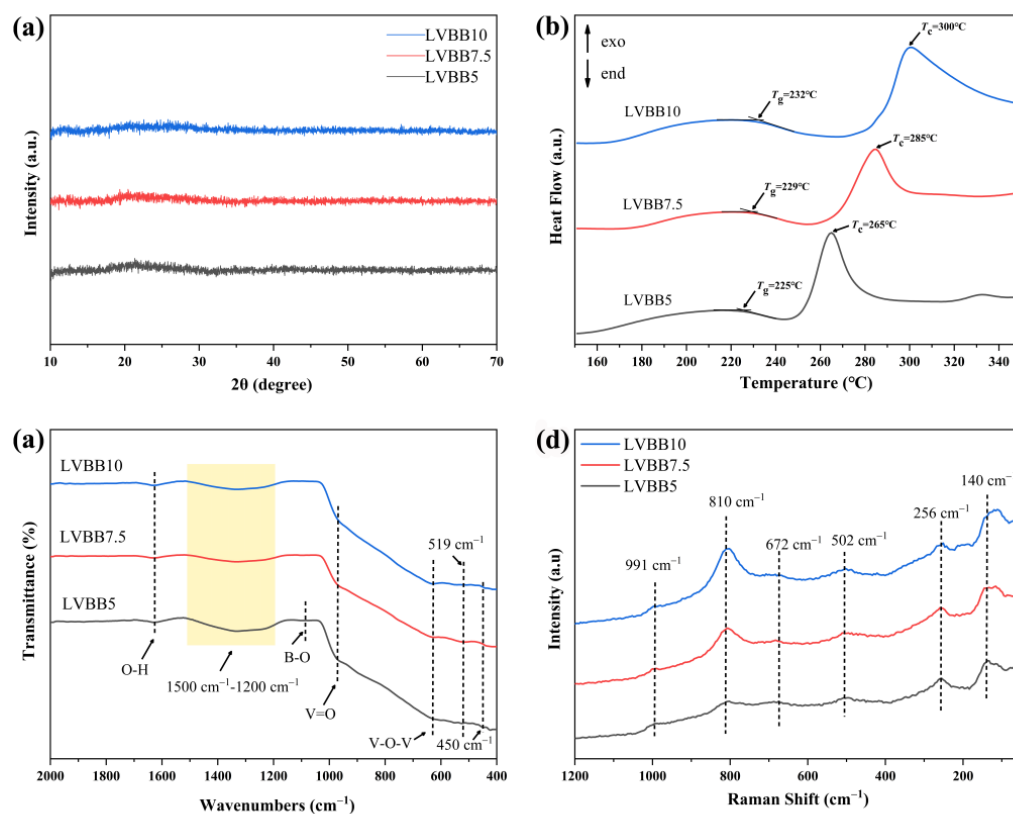 (a)
LVBB10
LVBB7.5
LVBB5
Intensity (a.u.)
10 20 30 40 50 60 70
2θ (degree)
(b)
exo
end
Tc=300℃
LVBB10
Tg=232℃
Tc=285℃
LVBB7.5
Tg=229℃
Tc=265℃
LVBB5
Tg=225℃
Heat Flow (a.u.)
160 180 200 220 240 260 280 300 320 340
Temperature (℃)
(a)
LVBB10
LVBB7.5
LVBB5
519 cm⁻¹
O-H
B-O
1500 cm⁻¹-1200 cm⁻¹
V=O
V-O-V
450 cm⁻¹
Transmittance (%)
2000 1800 1600 1400 1200 1000 800 600 400
Wavenumbers (cm⁻¹)
(d)
LVBB10
LVBB7.5
LVBB5
991 cm⁻¹
810 cm⁻¹
672 cm⁻¹
502 cm⁻¹
256 cm⁻¹
140 cm⁻¹
Intensity (a.u)
1200 1000 800 600 400 200
Raman Shift (cm⁻¹)